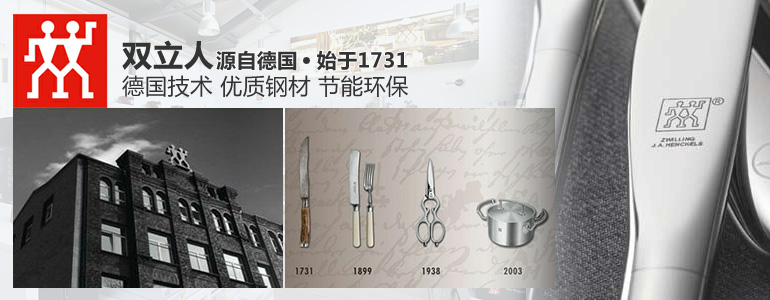 双立人源自德国•始于1731
德国技术 优质钢材 节能环保
1731
1899
1938
2003
®
ZWILLING
J.A. HENCKELS